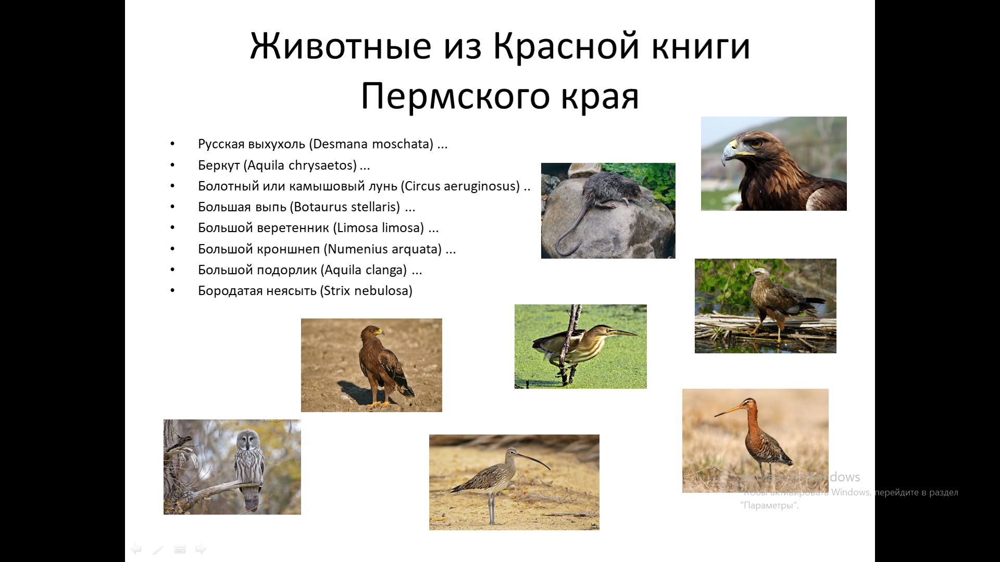 Животные из Красной книги
Пермского края
• Русская выхухоль (Desmana moschata) ...
• Беркут (Aquila chrysaetos) ...
• Болотный или камышовый лунь (Circus aeruginosus) ..
• Большая выпь (Botaurus stellaris) ...
• Большой веретенник (Limosa limosa) ...
• Большой кроншнеп (Numenius arquata) ...
• Большой подорлик (Aquila clanga) ...
• Бородатая неясыть (Strix nebulosa)
Активация Windows
Чтобы активировать Windows, перейдите в раздел
"Параметры".